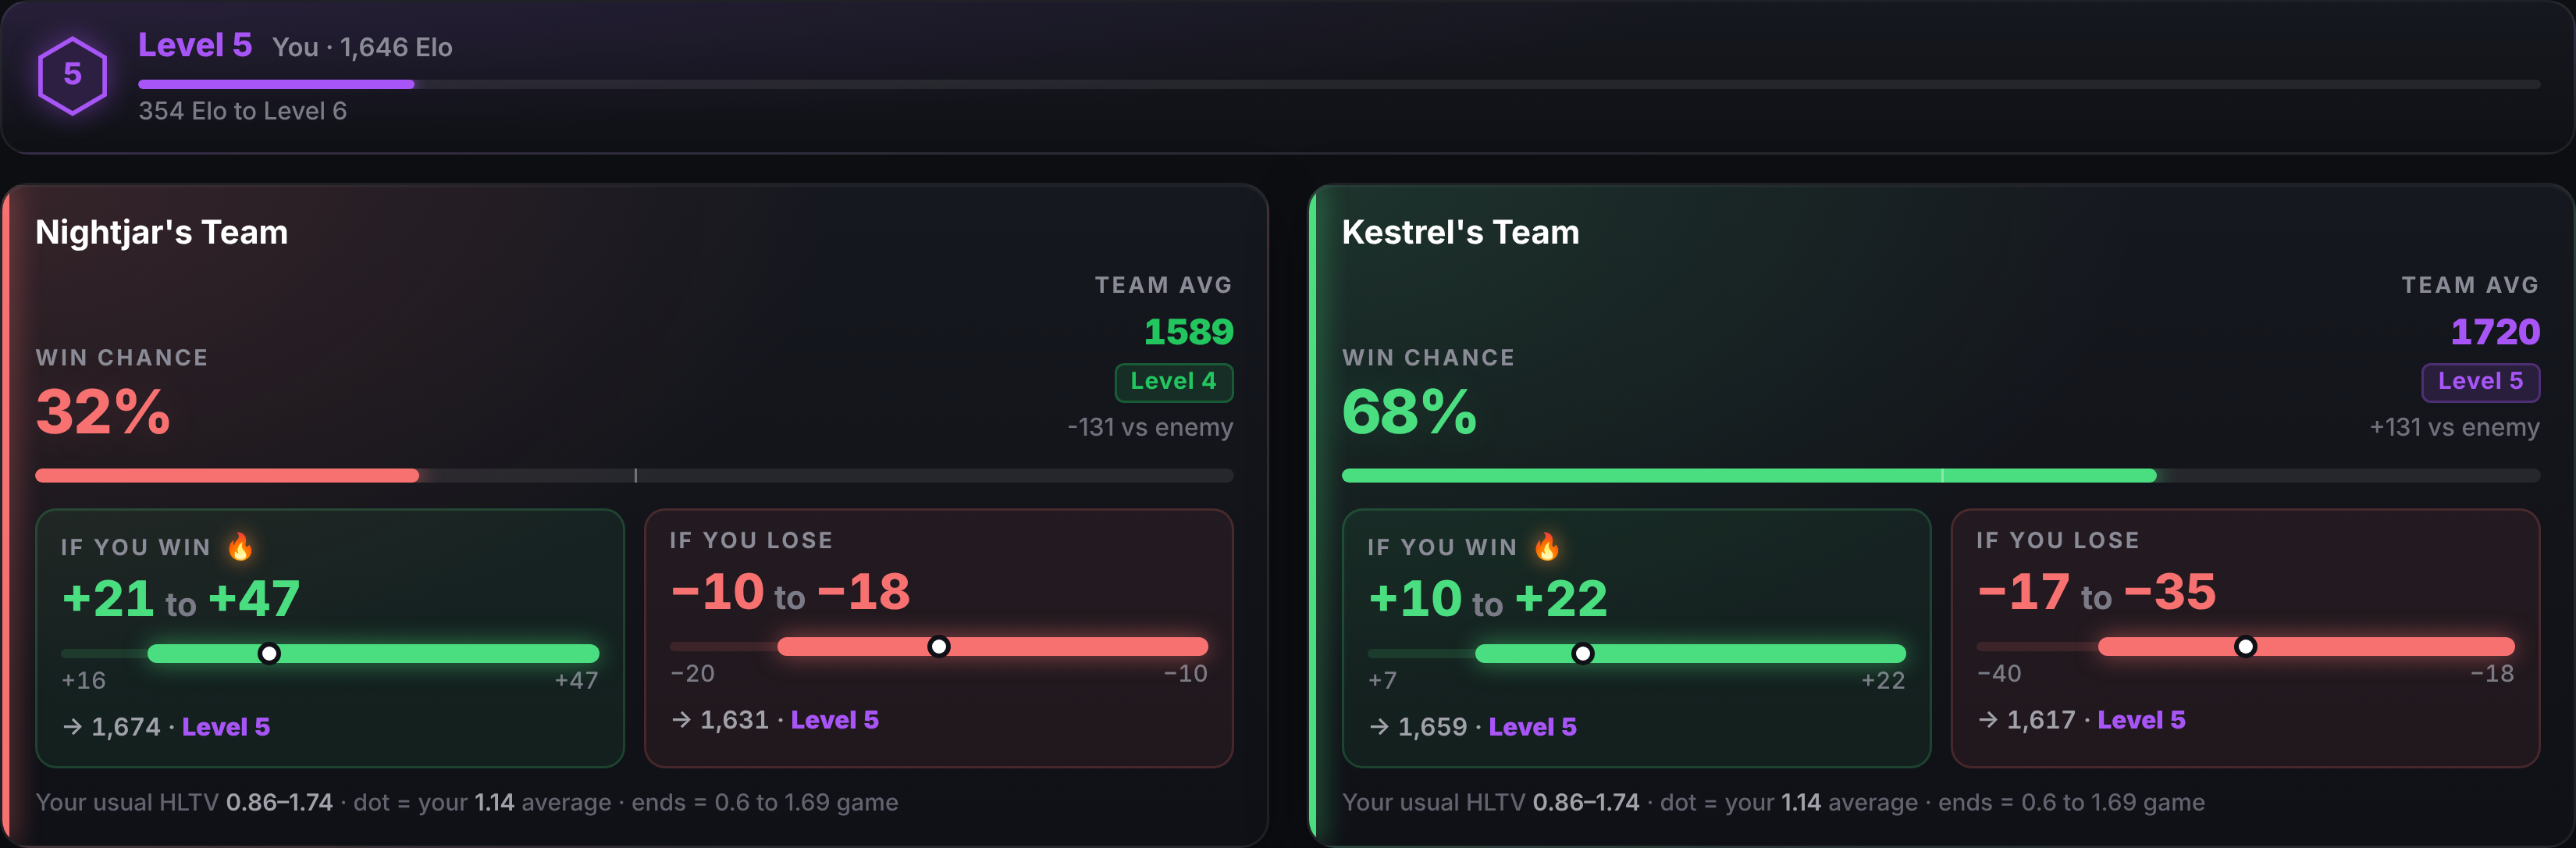 5
Level 5 You · 1,646 Elo
354 Elo to Level 6
Nightjar's Team
TEAM AVG
1589
Level 4
-131 vs enemy
WIN CHANCE
32%
IF YOU WIN 🔥
+21 to +47
+16 +47
→ 1,674 · Level 5
IF YOU LOSE
−10 to −18
−20 −10
→ 1,631 · Level 5
Your usual HLTV 0.86–1.74 · dot = your 1.14 average · ends = 0.6 to 1.69 game
Kestrel's Team
TEAM AVG
1720
Level 5
+131 vs enemy
WIN CHANCE
68%
IF YOU WIN 🔥
+10 to +22
+7 +22
→ 1,659 · Level 5
IF YOU LOSE
−17 to −35
−40 −18
→ 1,617 · Level 5
Your usual HLTV 0.86–1.74 · dot = your 1.14 average · ends = 0.6 to 1.69 game